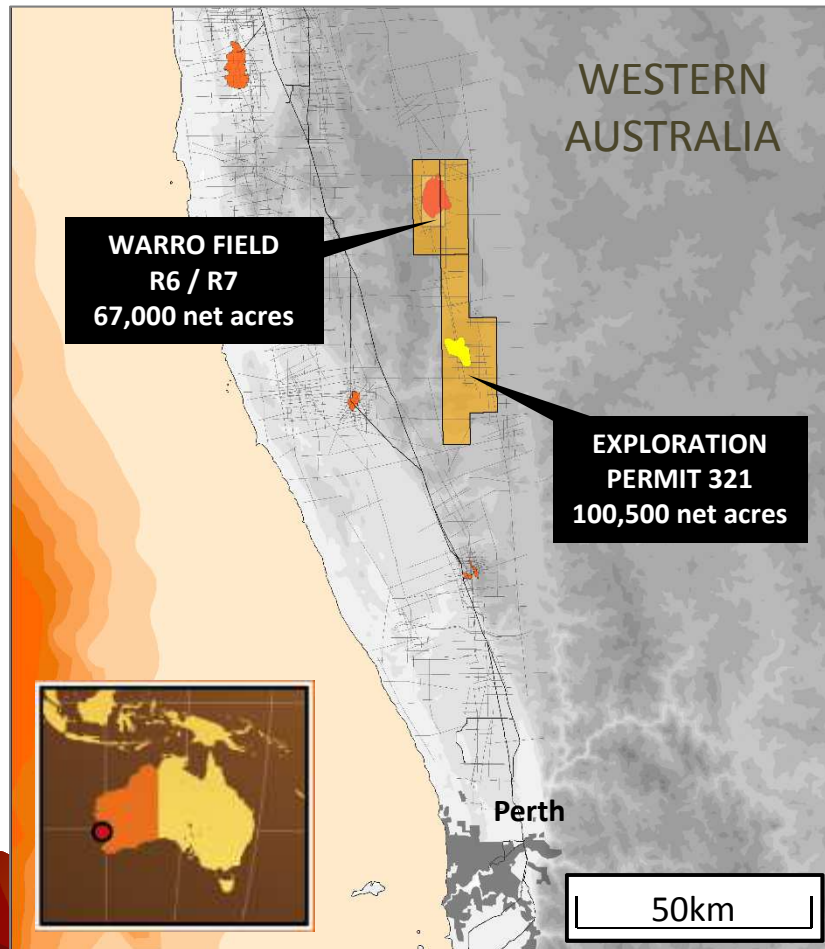 WESTERN
AUSTRALIA
WARRO FIELD
R6 / R7
67,000 net acres
EXPLORATION
PERMIT 321
100,500 net acres
Perth
50km